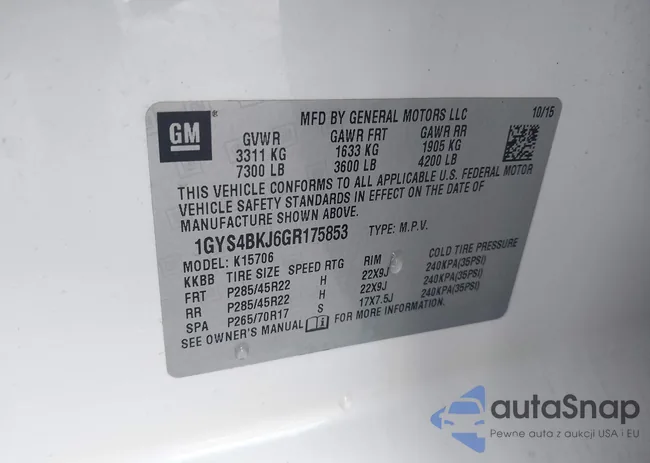 MFD BY GENERAL MOTORS LLC 10/15
GM
GVWR GAWR FRT GAWR RR
3311 KG 1633 KG 1905 KG
7300 LB 3600 LB 4200 LB
THIS VEHICLE CONFORMS TO ALL APPLICABLE U.S. FEDERAL MOTOR
VEHICLE SAFETY STANDARDS IN EFFECT ON THE DATE OF
MANUFACTURE SHOWN ABOVE.
1GYS4BKJ6GR175853 TYPE: M.P.V.
MODEL: K15706
KKBB TIRE SIZE SPEED RTG RIM COLD TIRE PRESSURE
FRT P285/45R22 H 22X9J 240KPA(35PSI)
RR P285/45R22 H 22X9J 240KPA(35PSI)
SPA P265/70R17 S 17X7.5J 240KPA(35PSI)
SEE OWNER'S MANUAL FOR MORE INFORMATION.
autoSnap
Pewne auta z aukcji USA i EU